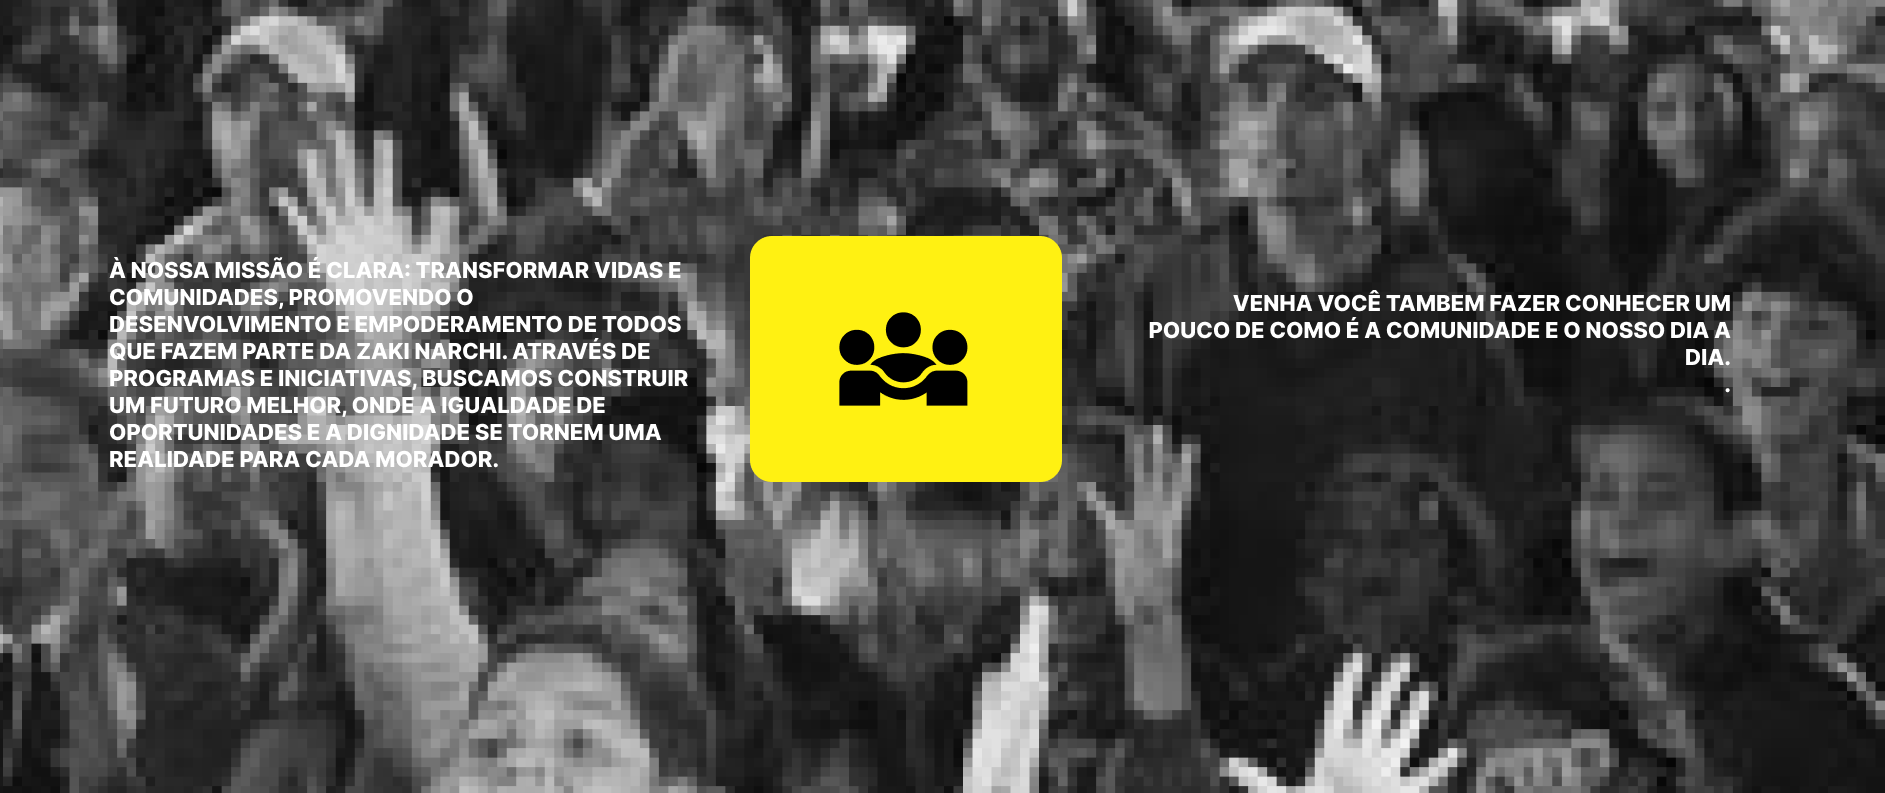 À NOSSA MISSÃO É CLARA: TRANSFORMAR VIDAS E
COMUNIDADES, PROMOVENDO O
DESENVOLVIMENTO E EMPODERAMENTO DE TODOS
QUE FAZEM PARTE DA ZAKI NARCHI. ATRAVÉS DE
PROGRAMAS E INICIATIVAS, BUSCAMOS CONSTRUIR
UM FUTURO MELHOR, ONDE A IGUALDADE DE
OPORTUNIDADES E A DIGNIDADE SE TORNEM UMA
REALIDADE PARA CADA MORADOR.
VENHA VOCÊ TAMBEM FAZER CONHECER UM
POUCO DE COMO É A COMUNIDADE E O NOSSO DIA A
DIA.
.